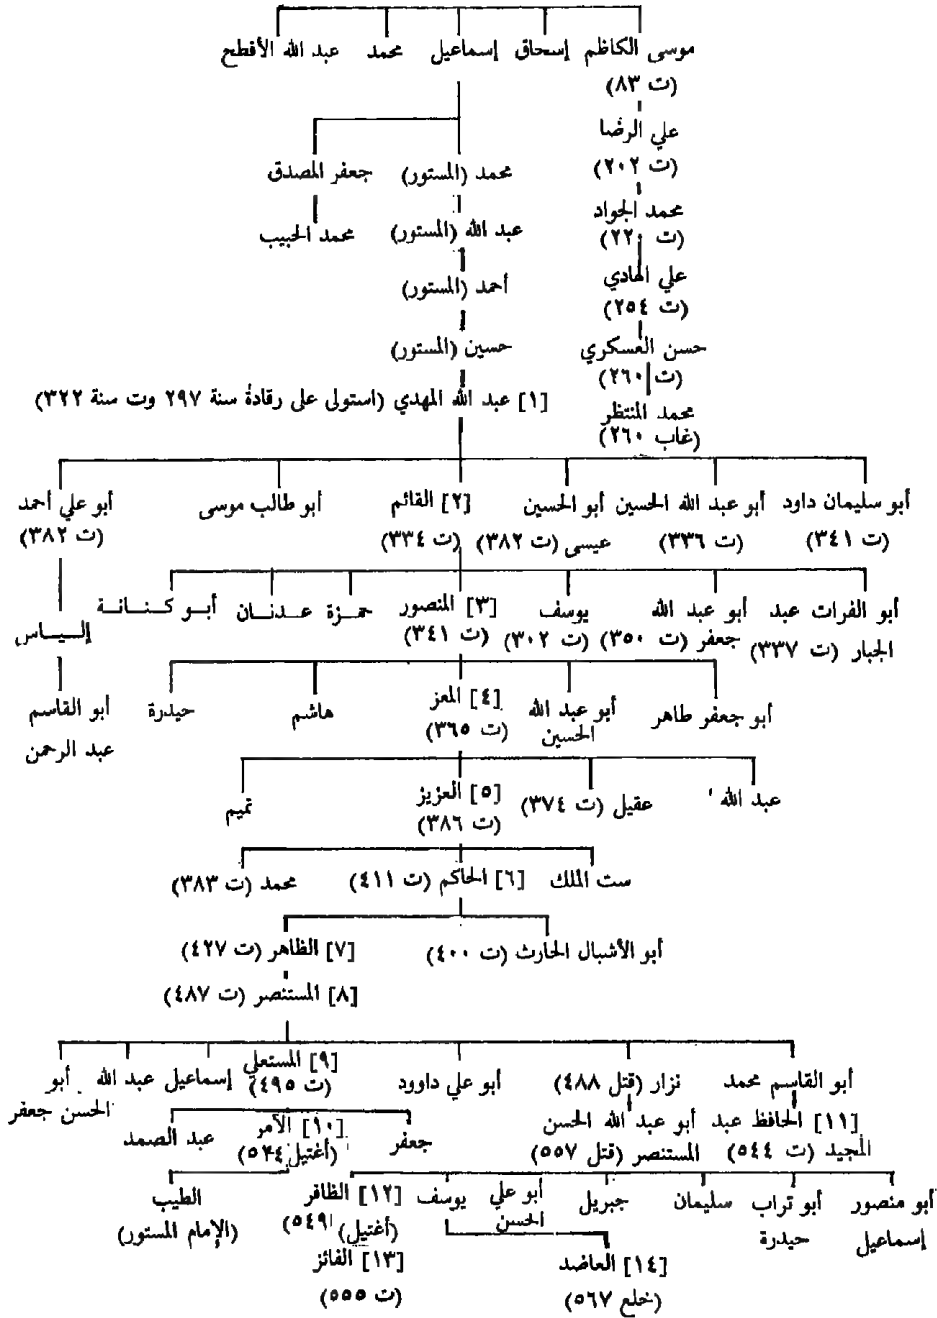 موسى الكاظم إسحاق إسماعيل محمد عبد الله الأفطح
(ت ٨٣)
علي الرضا
(ت ٢٠٢)
محمد (المستور) جعفر المصدق
محمد الجواد
(ت ٢٢٠)
عبد الله (المستور) محمد الحبيب
علي الهادي
(ت ٢٥٤)
أحمد (المستور)
حسن العسكري
(ت ٢٦٠)
حسين (المستور)
محمد المنتظر
(غاب ٢٦٠)
[١] عبد الله المهدي (استولى على رقادة سنة ٢٩٧ وت سنة ٣٢٢)
أبو سليمان داود أبو عبد الله الحسين أبو الحسين [٢] القائم أبو طالب موسى أبو علي أحمد
(ت ٣٤١) (ت ٣٣٦) عيسى (ت ٣٨٢) (ت ٣٣٤) (ت ٣٨٢)
أبو الفرات عبد أبو عبد الله يوسف [٣] المنصور حمزة عدنان أبو كنانة إلياس
الجبار (ت ٣٣٧) جعفر (ت ٣٥٠) (ت ٣٠٢) (ت ٣٤١)
أبو جعفر طاهر أبو عبد الله [٤] المعز هاشم حيدرة أبو القاسم
الحسين (ت ٣٦٥) عبد الرحمن
عبد الله عقيل (ت ٣٧٤) [٥] العزيز تميم
(ت ٣٨٦)
ست الملك [٦] الحاكم (ت ٤١١) محمد (ت ٣٨٣)
أبو الأشبال الحارث (ت ٤٠٠) [٧] الظاهر (ت ٤٢٧)
[٨] المستنصر (ت ٤٨٧)
أبو القاسم محمد نزار (قتل ٤٨٨) أبو علي داوود [٩] المستعلي إسماعيل عبد الله أبو
(ت ٤٩٥) الحسن جعفر
[١١] الحافظ عبد أبو عبد الله الحسن جعفر [١٠] الآمر عبد الصمد
المجيد (ت ٥٤٤) المستنصر (قتل ٥٥٧) (أغتيل ٥٢٤)
أبو منصور أبو تراب سليمان جبريل أبو علي يوسف [١٢] الظافر الطيب
إسماعيل حيدرة الحسن (أغتيل) ٥٤٩) (الإمام المستور)
[١٤] العاضد [١٣] الفائز
(خلع ٥٦٧) (ت ٥٥٥)